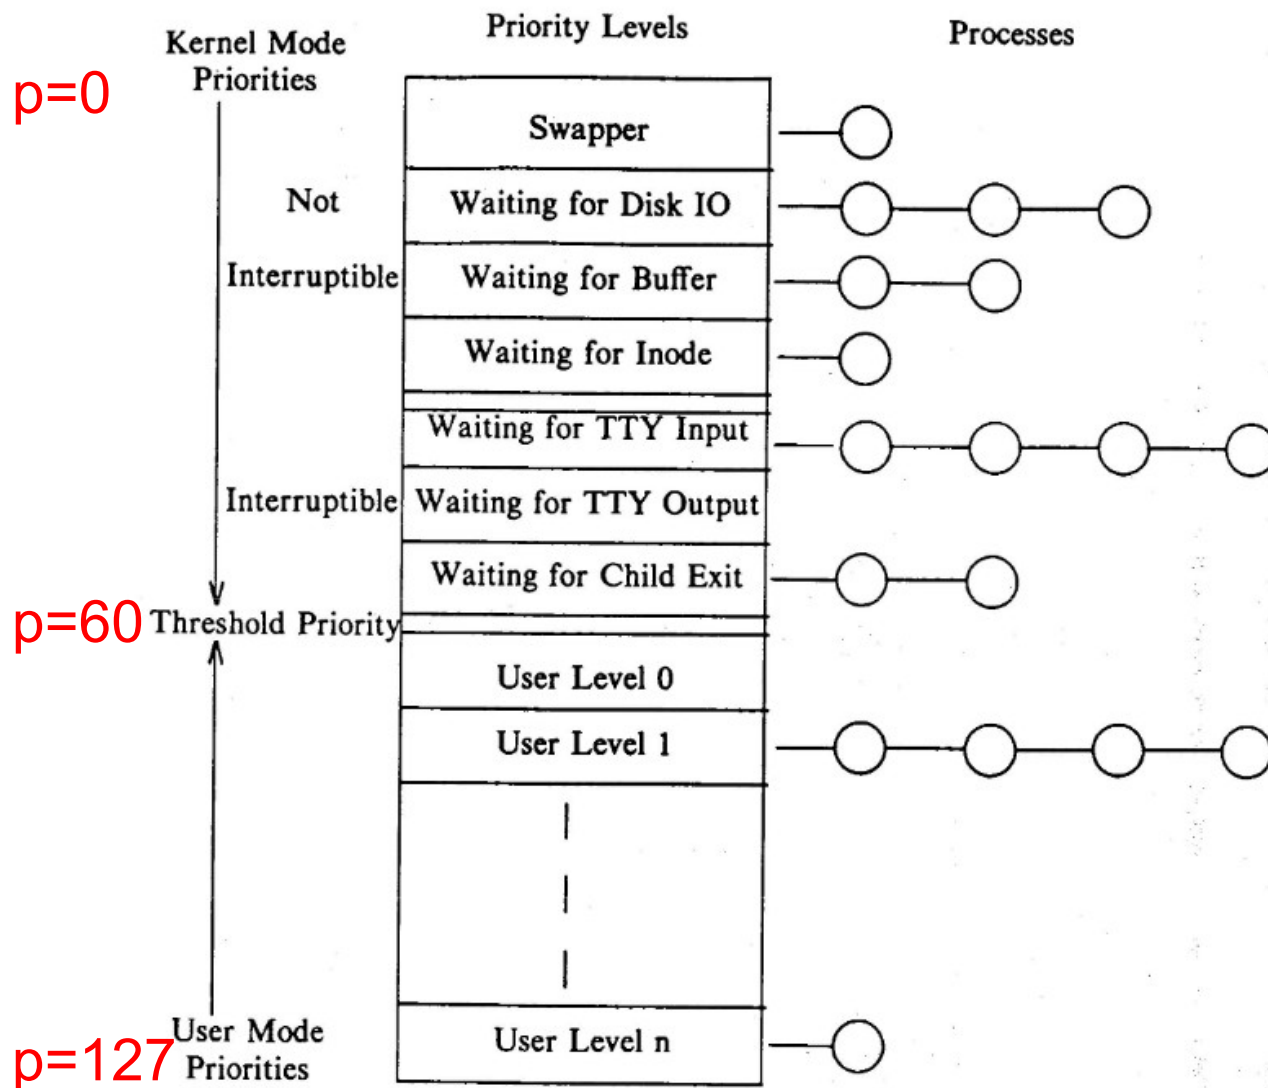 Kernel Mode
Priorities
Priority Levels
Processes
p=0
Swapper
Not
Waiting for Disk IO
Interruptible
Waiting for Buffer
Waiting for Inode
Waiting for TTY Input
Interruptible
Waiting for TTY Output
Waiting for Child Exit
p=60
Threshold Priority
User Level 0
User Level 1
User Level n
p=127
User Mode
Priorities